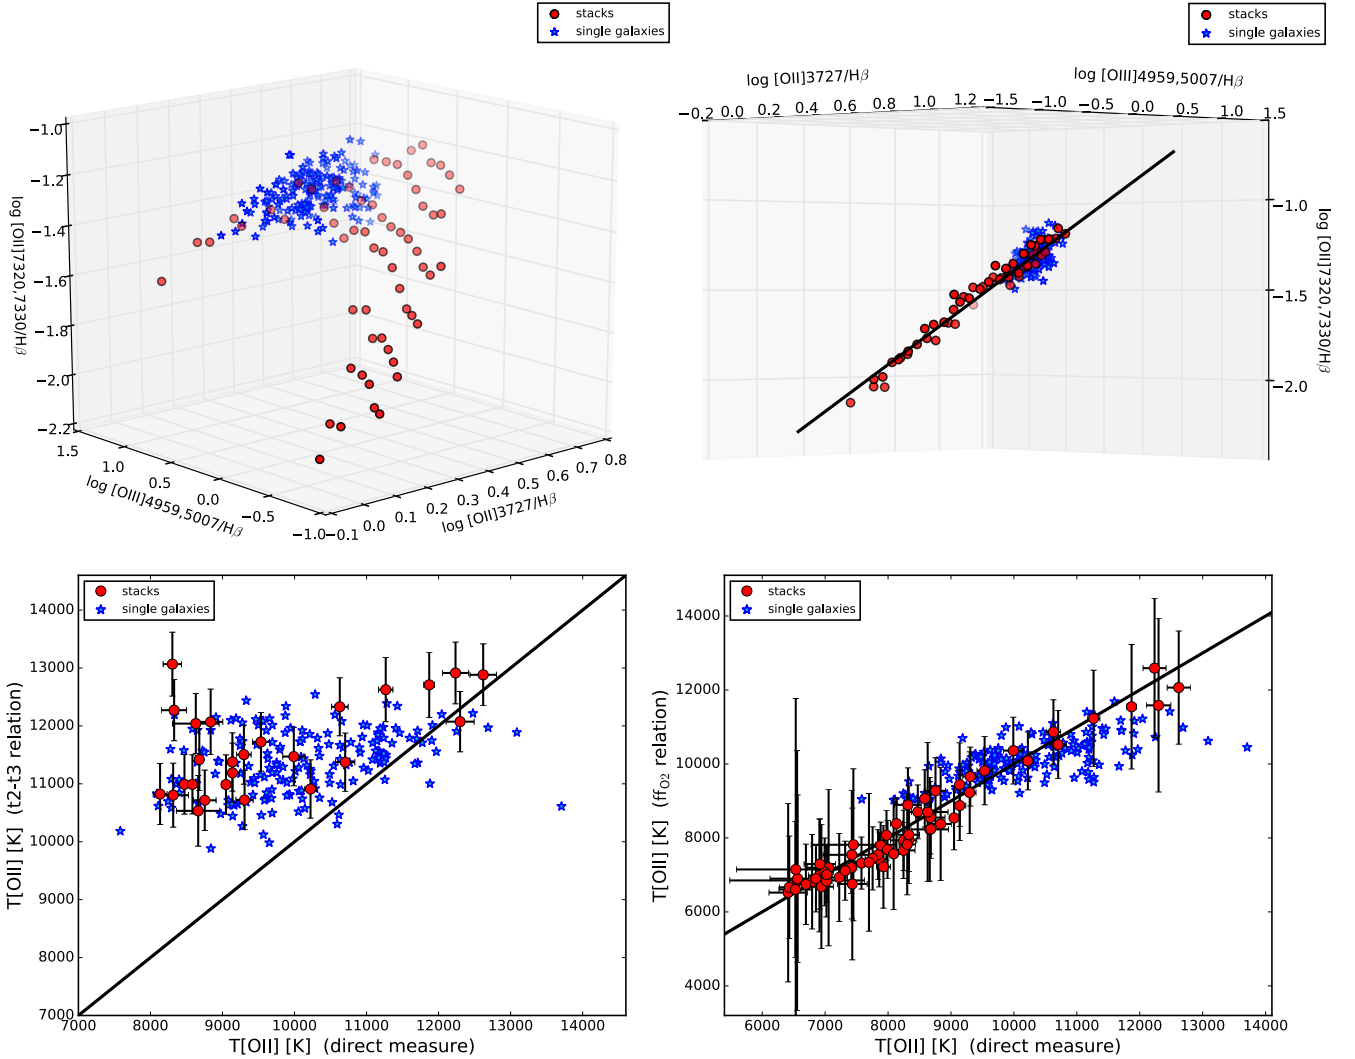 stacks
single galaxies
−1.0
−1.2
−1.4
−1.6
−1.8
−2.0
−2.2
log [OII]7320,7330/Hβ
1.5
1.0
0.5
0.0
−0.5
−1.0
log [OIII]4959,5007/Hβ
−0.1
0.0
0.1
0.2
0.3
0.4
0.5
0.6
0.7
0.8
log [OII]3727/Hβ
stacks
single galaxies
log [OII]3727/Hβ
log [OIII]4959,5007/Hβ
−0.2 0.0 0.2 0.4 0.6 0.8 1.0 1.2
−1.5 −1.0 −0.5 0.0 0.5 1.0 1.5
−0.5
−1.0
−1.5
−2.0
log [OII]7320,7330/Hβ
stacks
single galaxies
14000
13000
12000
11000
10000
9000
8000
7000
T[OII] [K] (t2-t3 relation)
7000 8000 9000 10000 11000 12000 13000 14000
T[OII] [K] (direct measure)
stacks
single galaxies
14000
12000
10000
8000
6000
4000
T[OII] [K] (ff_O2 relation)
6000 7000 8000 9000 10000 11000 12000 13000 14000
T[OII] [K] (direct measure)